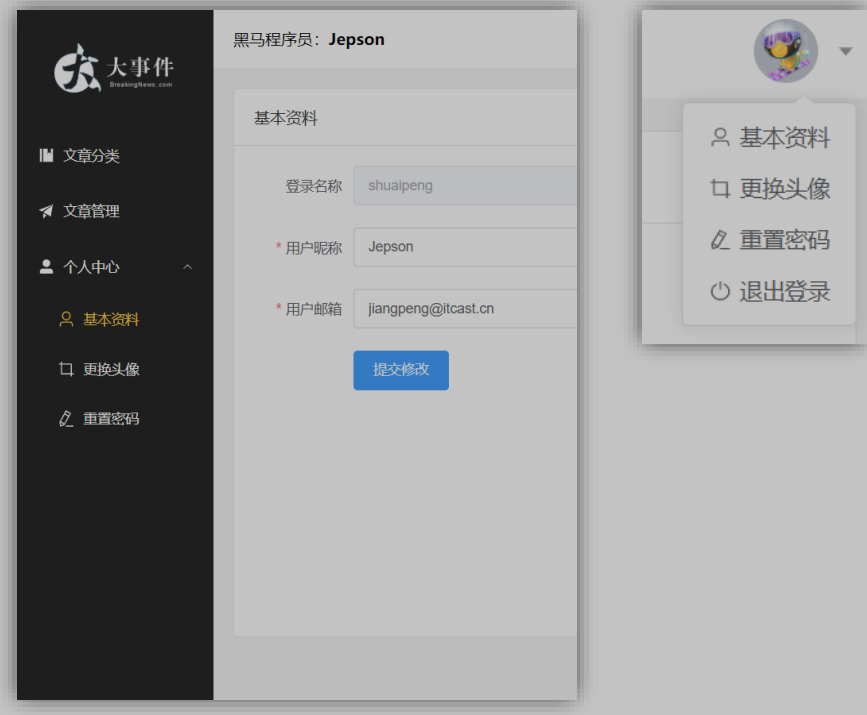 大事件
BreakingNews.com
文章分类
文章管理
个人中心
基本资料
更换头像
重置密码
黑马程序员：Jepson
基本资料
登录名称 shuaipeng
* 用户昵称 Jepson
* 用户邮箱 jiangpeng@itcast.cn
提交修改
基本资料
更换头像
重置密码
退出登录